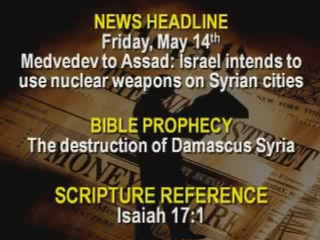 NEWS HEADLINE
Friday, May 14th
Medvedev to Assad: Israel intends to
use nuclear weapons on Syrian cities
BIBLE PROPHECY
The destruction of Damascus Syria
SCRIPTURE REFERENCE
Isaiah 17:1
MONEY